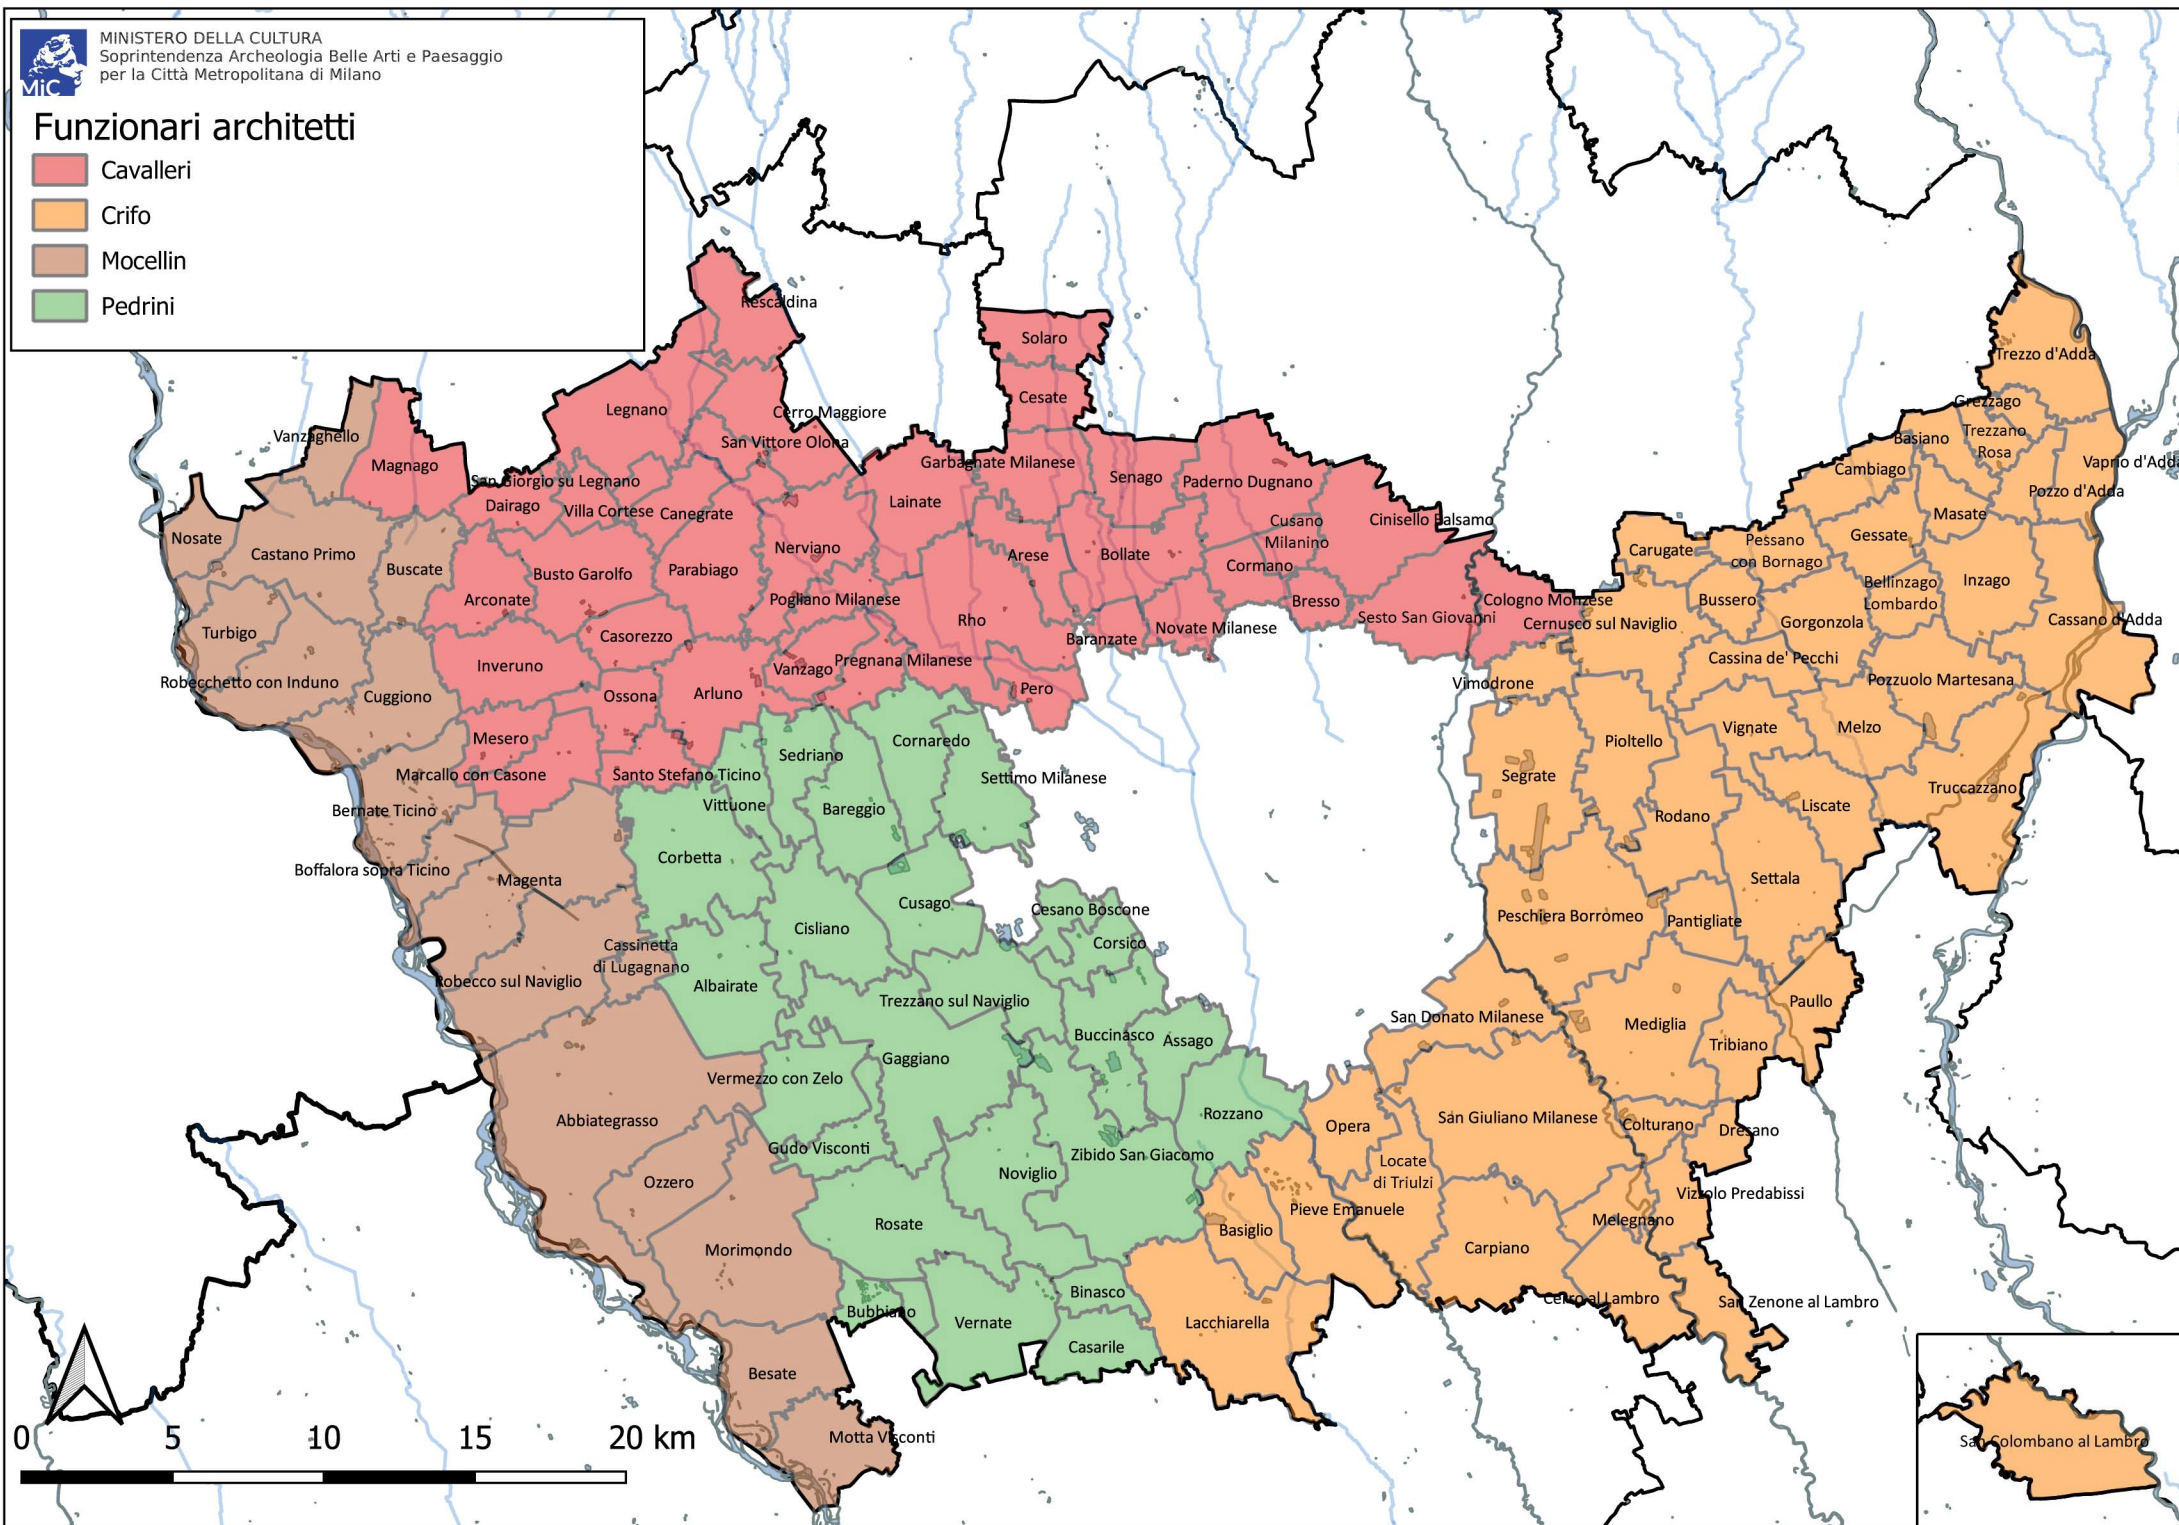 MINISTERO DELLA CULTURA
Soprintendenza Archeologia Belle Arti e Paesaggio
per la Città Metropolitana di Milano
MiC
Funzionari architetti
Cavalleri
Crifo
Mocellin
Pedrini
Rescaldina
Solaro
Trezzo d'Adda
Cesate
Grezzago
Legnano
Cerro Maggiore
Vanzaghello
San Vittore Olona
Basiano
Trezzano
Rosa
Magnago
Garbagnate Milanese
Cambiago
Vaprio d'Adda
San Giorgio su Legnano
Senago
Paderno Dugnano
Pozzo d'Adda
Dairago
Villa Cortese
Canegrate
Lainate
Cusano
Milanino
Cinisello Balsamo
Masate
Nosate
Castano Primo
Nerviano
Arese
Bollate
Carugate
Pessano
con Bornago
Gessate
Buscate
Busto Garolfo
Parabiago
Cormano
Bellinzago
Lombardo
Inzago
Arconate
Pogliano Milanese
Bresso
Cologno Monzese
Bussero
Turbigo
Casorezzo
Rho
Baranzate
Novate Milanese
Sesto San Giovanni
Cernusco sul Naviglio
Gorgonzola
Cassano d'Adda
Inveruno
Vanzago
Pregnana Milanese
Cassina de' Pecchi
Robecchetto con Induno
Cuggiono
Ossona
Arluno
Pero
Vimodrone
Pozzuolo Martesana
Mesero
Sedriano
Cornaredo
Pioltello
Vignate
Melzo
Marcallo con Casone
Santo Stefano Ticino
Settimo Milanese
Segrate
Truccazzano
Bernate Ticino
Vittuone
Bareggio
Rodano
Liscate
Boffalora sopra Ticino
Magenta
Corbetta
Settala
Cusago
Cesano Boscone
Peschiera Borromeo
Pantigliate
Cassinetta
di Lugagnano
Cisliano
Corsico
Robecco sul Naviglio
Albairate
Trezzano sul Naviglio
San Donato Milanese
Mediglia
Paullo
Buccinasco
Assago
Tribiano
Gaggiano
Vermezzo con Zelo
Abbiategrasso
Rozzano
Opera
San Giuliano Milanese
Colturano
Dresano
Gudo Visconti
Zibido San Giacomo
Locate
di Triulzi
Ozzero
Noviglio
Vizzolo Predabissi
Rosate
Basiglio
Pieve Emanuele
Melegnano
Morimondo
Carpiano
Binasco
Bubbiano
Vernate
Lacchiarella
Cerro al Lambro
San Zenone al Lambro
Casarile
Besate
Motta Visconti
San Colombano al Lambro
0 5 10 15 20 km